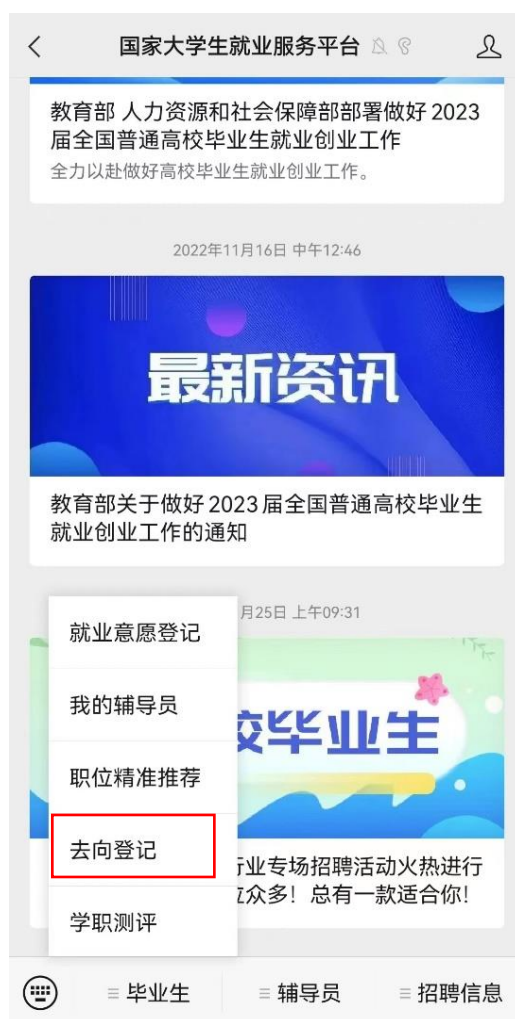 国家大学生就业服务平台
教育部 人力资源和社会保障部部署做好 2023
届全国普通高校毕业生就业创业工作
全力以赴做好高校毕业生就业创业工作。
2022年11月16日 中午12:46
最新资讯
教育部关于做好 2023 届全国普通高校毕业生
就业创业工作的通知
月25日 上午09:31
就业意愿登记
我的辅导员
校毕业生
职位精准推荐
去向登记
行业专场招聘活动火热进行
位众多！总有一款适合你！
学职测评
毕业生
辅导员
招聘信息